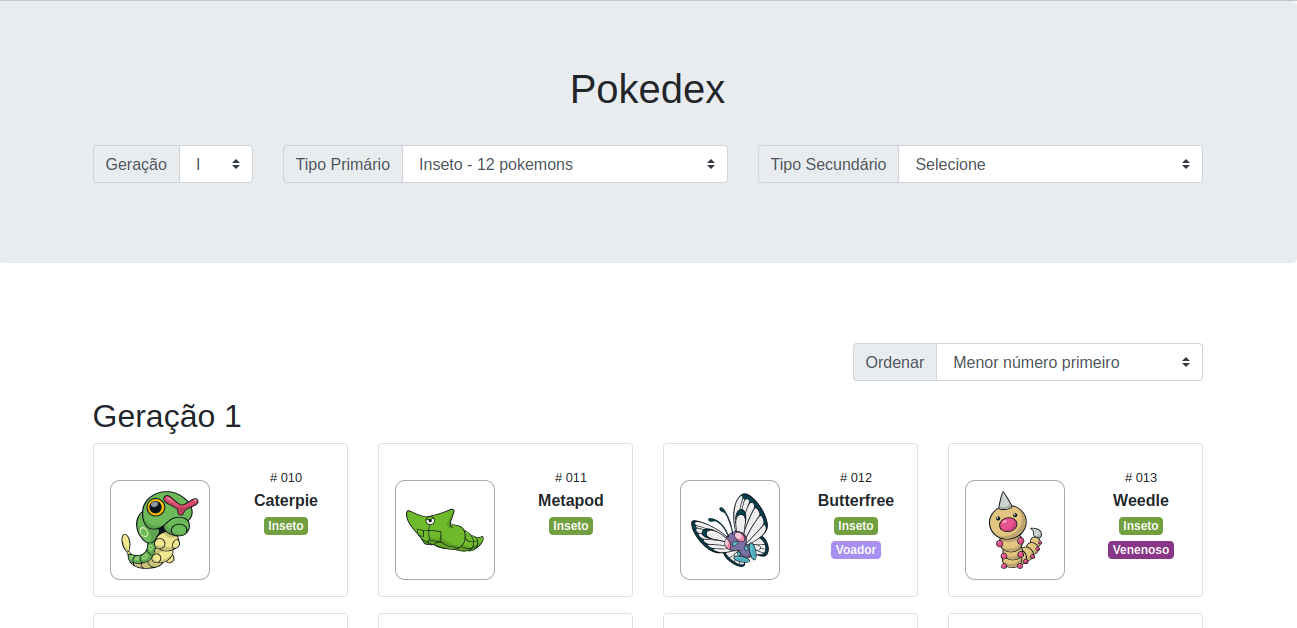 Pokedex
Geração I Tipo Primário Inseto - 12 pokemons Tipo Secundário Selecione
Ordenar Menor número primeiro
Geração 1
# 010 # 011 # 012 # 013
Caterpie Metapod Butterfree Weedle
Inseto Inseto Inseto Inseto
Voador Venenoso